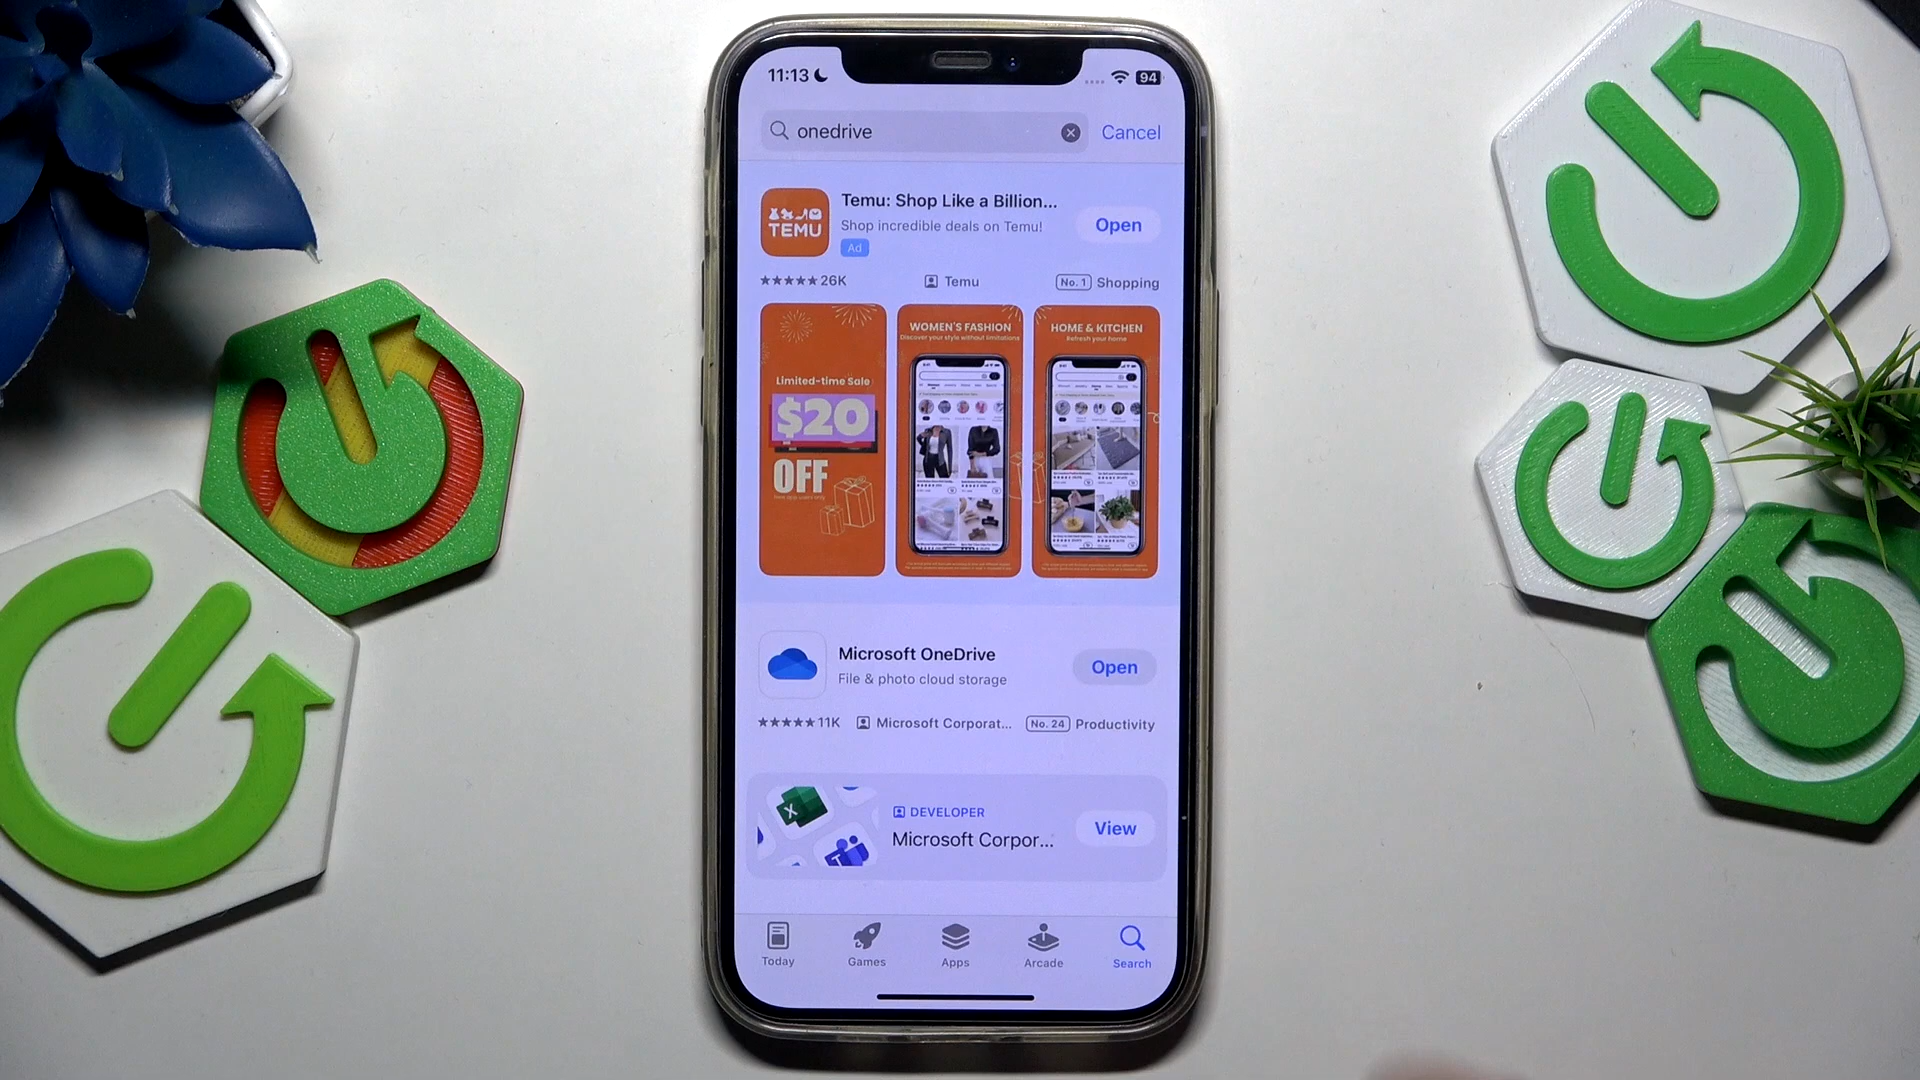 11:13
94
onedrive
Cancel
TEMU
Temu: Shop Like a Billion...
Shop incredible deals on Temu!
Ad
Open
★★★★★ 26K
Temu
No. 1 Shopping
Limited-time Sale
$20
OFF
WOMEN'S FASHION
Discover your style without limitations
HOME & KITCHEN
Refresh your home
Microsoft OneDrive
File & photo cloud storage
Open
★★★★★ 11K
Microsoft Corporat...
No. 24 Productivity
DEVELOPER
Microsoft Corpor...
View
Today
Games
Apps
Arcade
Search